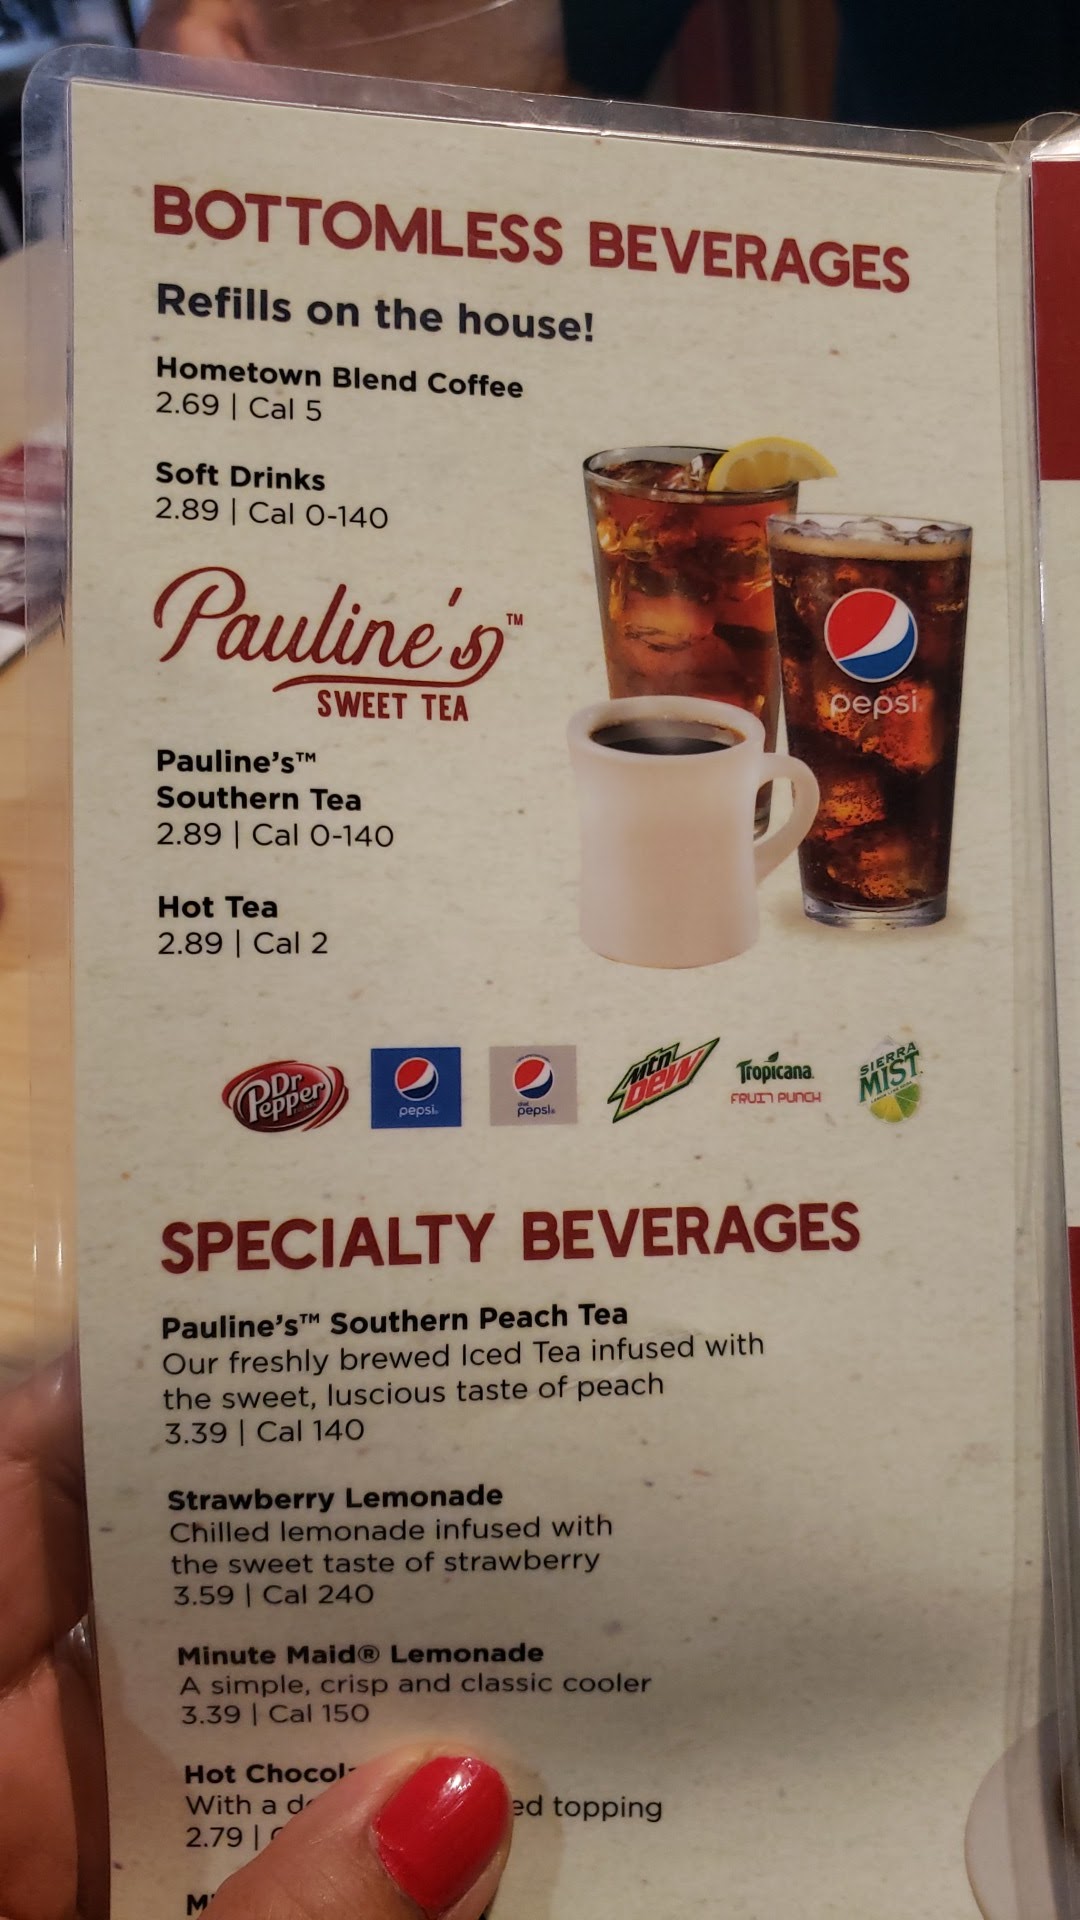 BOTTOMLESS BEVERAGES
Refills on the house!
Hometown Blend Coffee
2.69 | Cal 5
Soft Drinks
2.89 | Cal 0-140
Pauline's™
SWEET TEA
Pauline's™
Southern Tea
2.89 | Cal 0-140
Hot Tea
2.89 | Cal 2
pepsi
Dr Pepper
pepsi
diet pepsi
Mtn Dew
Tropicana
FRUIT PUNCH
SIERRA
MIST
SPECIALTY BEVERAGES
Pauline's™ Southern Peach Tea
Our freshly brewed Iced Tea infused with
the sweet, luscious taste of peach
3.39 | Cal 140
Strawberry Lemonade
Chilled lemonade infused with
the sweet taste of strawberry
3.59 | Cal 240
Minute Maid® Lemonade
A simple, crisp and classic cooler
3.39 | Cal 150
Hot
With a topping
2.79 |